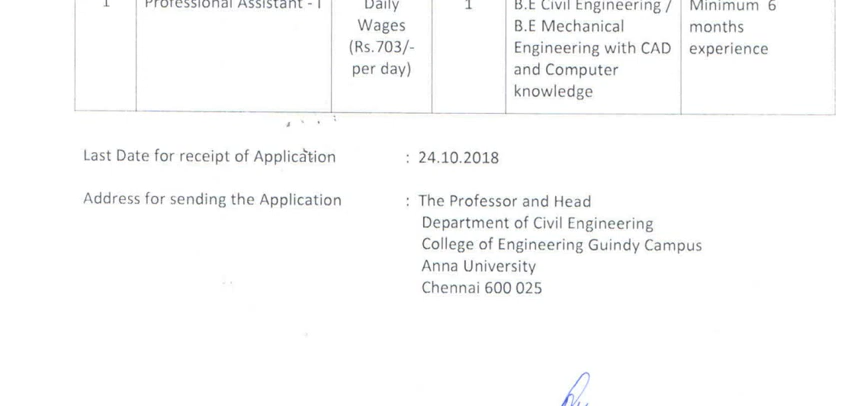 1 Professional Assistant - I Daily 1 B.E Civil Engineering / Minimum 6
Wages B.E Mechanical months
(Rs.703/- Engineering with CAD experience
per day) and Computer
knowledge
Last Date for receipt of Application : 24.10.2018
Address for sending the Application : The Professor and Head
Department of Civil Engineering
College of Engineering Guindy Campus
Anna University
Chennai 600 025